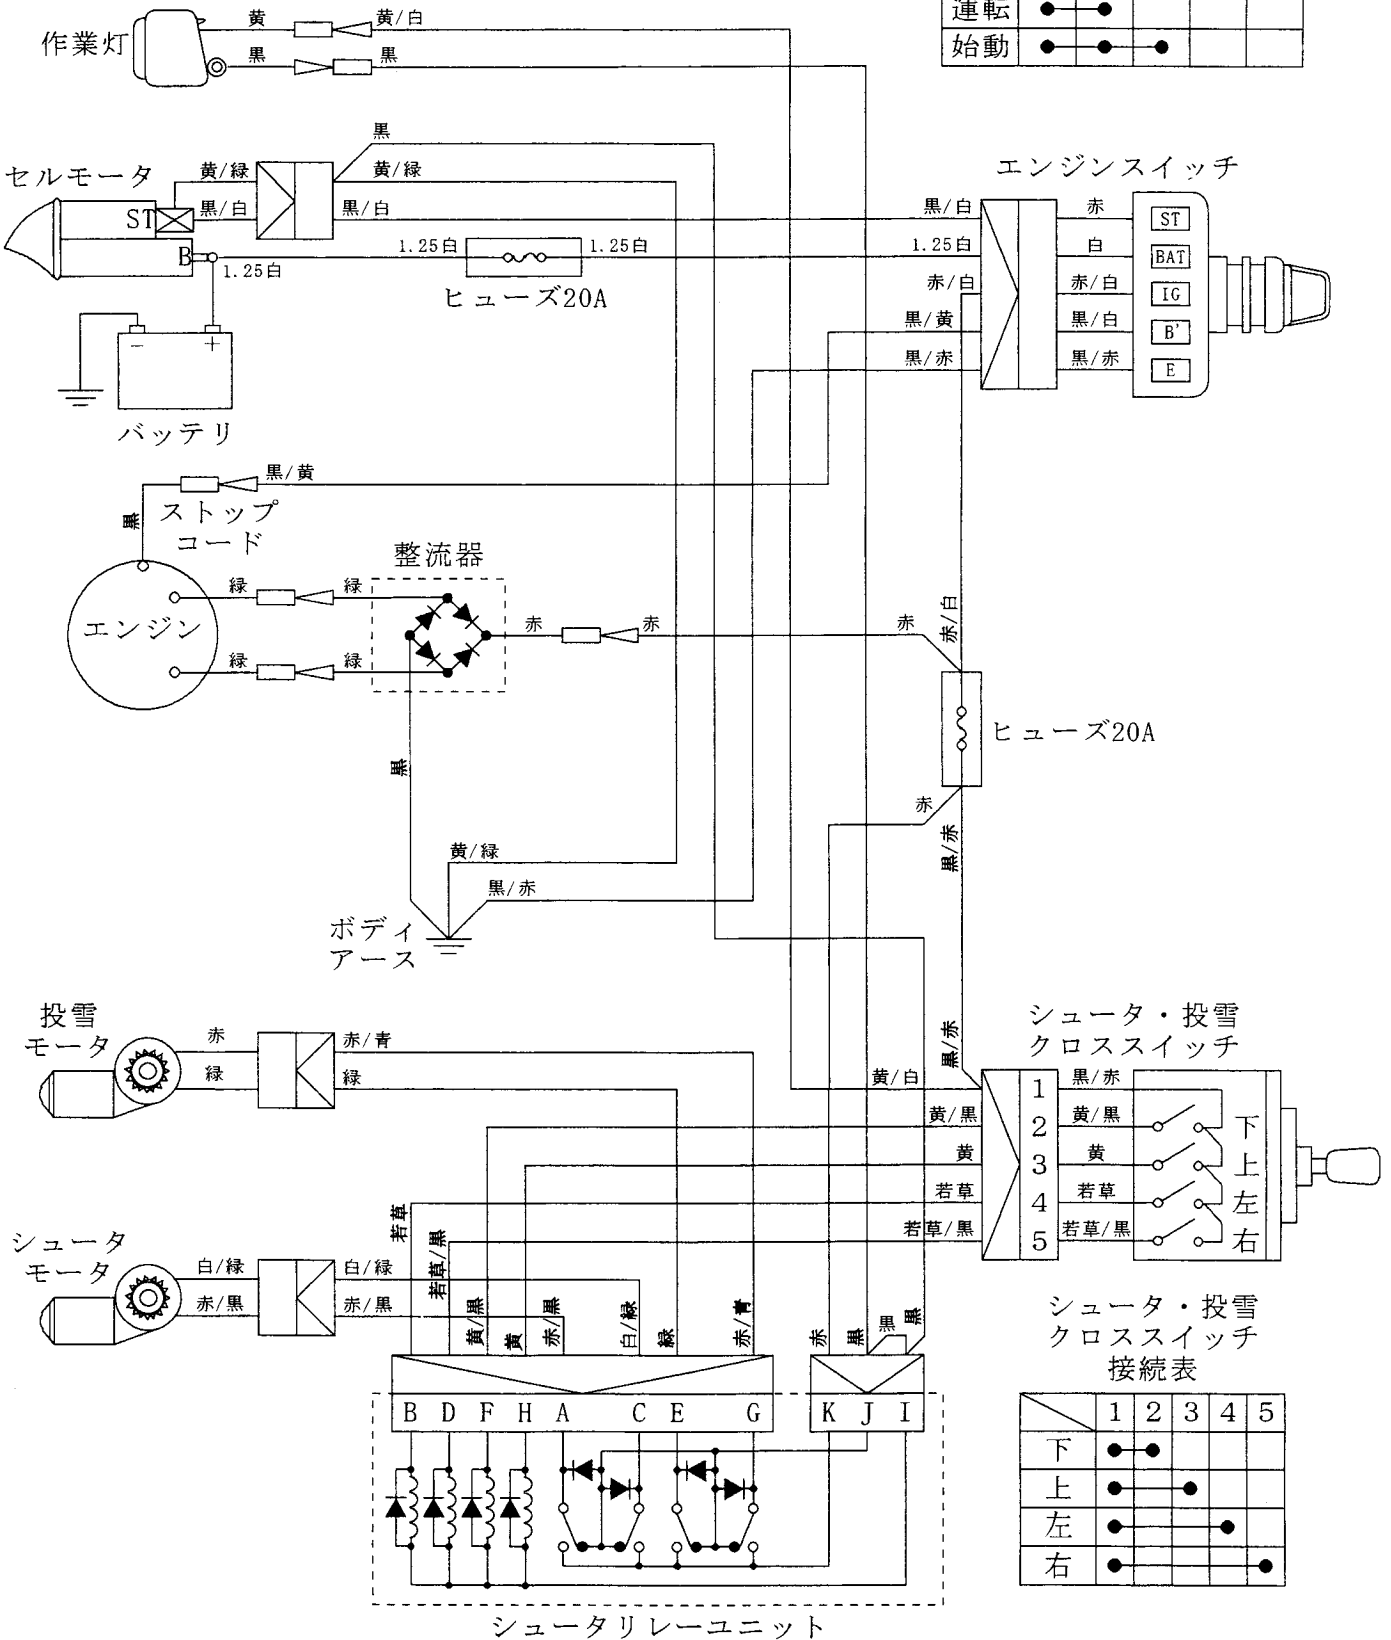 運転
始動
作業灯
黄
黄/白
黒
黒
黒
セルモータ
黄/緑
黄/緑
ST
黒/白
黒/白
黒/白
B
1.25白
1.25白
1.25白
1.25白
ヒューズ20A
エンジンスイッチ
赤
ST
白
BAT
赤/白
赤/白
IG
黒/黄
黒/白
B'
黒/赤
黒/赤
E
−
+
バッテリ
黒/黄
ストップ
コード
黒
整流器
緑
緑
エンジン
緑
緑
赤
赤
赤
赤/白
ヒューズ20A
黒
赤
黒/赤
黄/緑
黒/赤
ボディ
アース
投雪
モータ
赤
赤/青
緑
緑
黒/赤
シュータ・投雪
クロススイッチ
黄/白
1
黒/赤
黄/黒
2
黄/黒
下
黄
3
黄
上
若草
4
若草
左
若草/黒
5
若草/黒
右
シュータ
モータ
白/緑
白/緑
赤/黒
赤/黒
若草
若草/黒
黄/黒
黄
赤/黒
白/緑
緑
赤/青
赤
黒
黒
黒
B D F H A C E G
K J I
シュータリレーユニット
シュータ・投雪
クロススイッチ
接続表
1 2 3 4 5
下
上
左
右